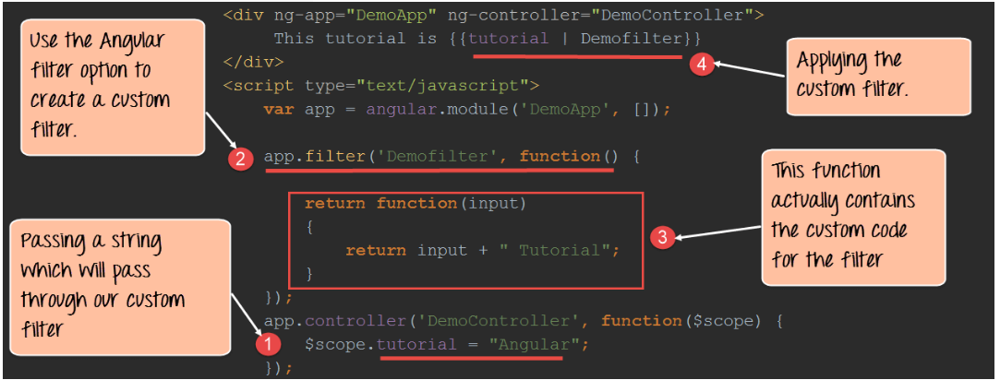 <div ng-app="DemoApp" ng-controller="DemoController">
This tutorial is {{tutorial | Demofilter}}
</div>
<script type="text/javascript">
var app = angular.module('DemoApp', []);
app.filter('Demofilter', function() {
return function(input)
{
return input + " Tutorial";
}
});
app.controller('DemoController', function($scope) {
$scope.tutorial = "Angular";
});
Use the Angular
filter option to
create a custom
filter.
2
Passing a string
which will pass
through our custom
filter
1
4
Applying the
custom filter.
3
This function
actually contains
the custom code
for the filter